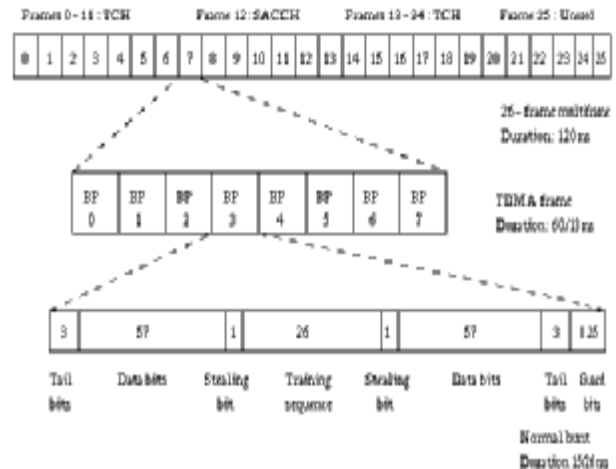 Frames 0-11 : TCH Frame 12 : SACCH Frames 13-24 : TCH Frame 25 : Unused
0 1 2 3 4 5 6 7 8 9 10 11 12 13 14 15 16 17 18 19 20 21 22 23 24 25
26-frame multiframe
Duration: 120 ms
BP BP BP BP BP BP BP BP
0 1 2 3 4 5 6 7
TDMA frame
Duration: 60/13 ms
3 57 1 26 1 57 3 8.25
Tail Data bits Stealing Training Stealing Data bits Tail Guard
bits bit sequence bit bits bits
Normal burst
Duration 15/26 ms